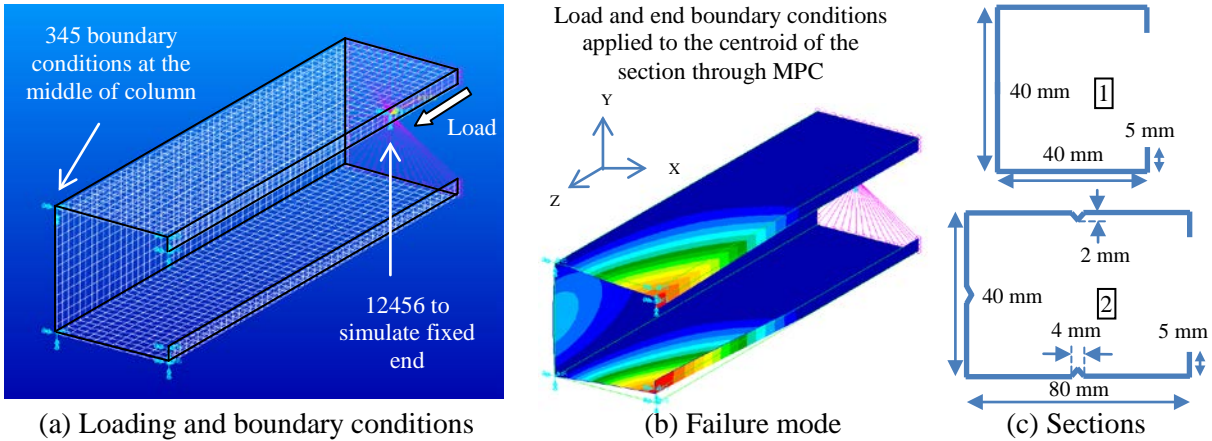 345 boundary
conditions at the
middle of column
Load
12456 to
simulate fixed
end
(a) Loading and boundary conditions
Load and end boundary conditions
applied to the centroid of the
section through MPC
Y
X
Z
(b) Failure mode
40 mm
1
5 mm
40 mm
2 mm
40 mm
2
4 mm
5 mm
80 mm
(c) Sections